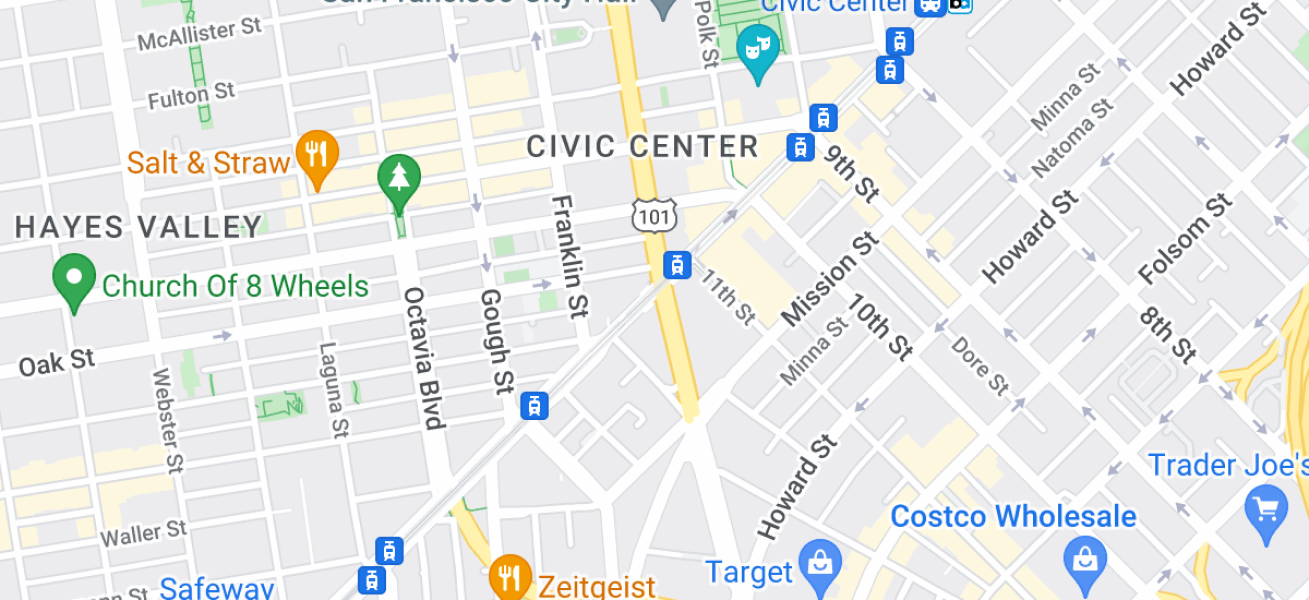 San Francisco City Hall
Civic Center
McAllister St
Polk St
Howard St
Fulton St
Minna St
Natoma St
CIVIC CENTER
Salt & Straw
9th St
HAYES VALLEY
Franklin St
101
Howard St
Folsom St
Church Of 8 Wheels
Octavia Blvd
Gough St
11th St
Mission St
10th St
8th St
Oak St
Laguna St
Minna St
Dore St
Webster St
Howard St
Trader Joe's
Waller St
Costco Wholesale
Safeway
Zeitgeist
Target